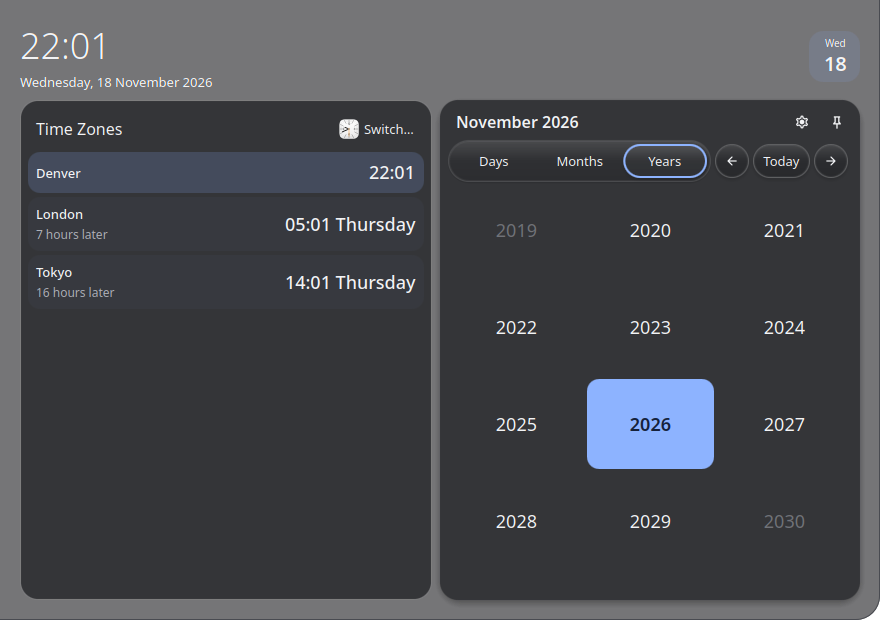 22:01
Wednesday, 18 November 2026
Wed
18
Time Zones
Switch...
Denver
22:01
London
7 hours later
05:01 Thursday
Tokyo
16 hours later
14:01 Thursday
November 2026
Days Months Years Today
2019 2020 2021
2022 2023 2024
2025 2026 2027
2028 2029 2030